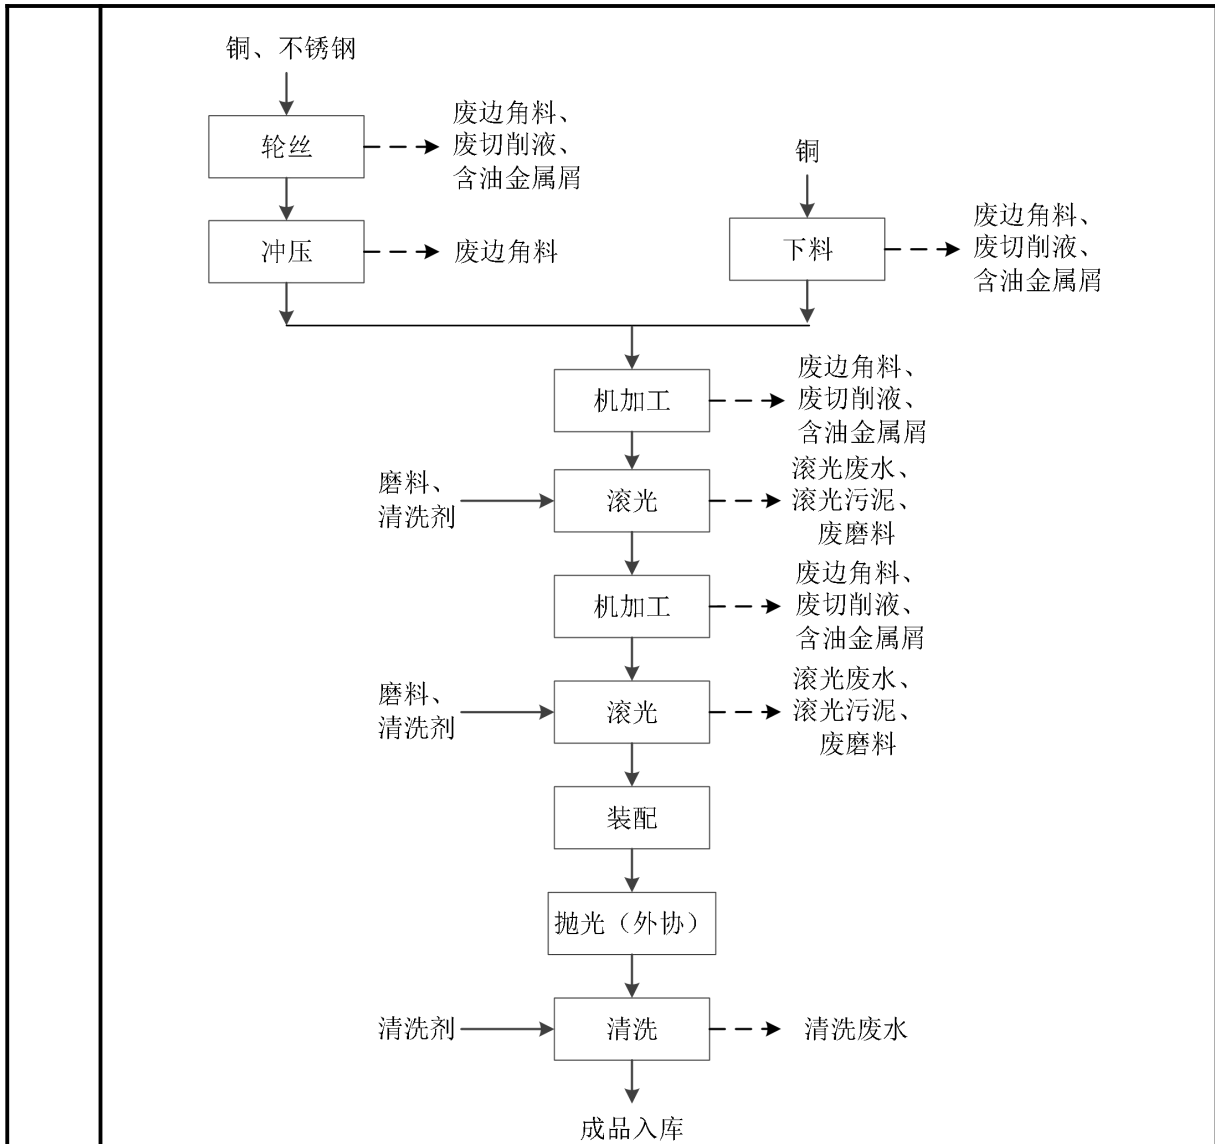 铜、不锈钢
轮丝
废边角料、
废切削液、
含油金属屑
冲压
废边角料
铜
下料
废边角料、
废切削液、
含油金属屑
机加工
废边角料、
废切削液、
含油金属屑
磨料、
清洗剂
滚光
滚光废水、
滚光污泥、
废磨料
机加工
废边角料、
废切削液、
含油金属屑
磨料、
清洗剂
滚光
滚光废水、
滚光污泥、
废磨料
装配
抛光（外协）
清洗剂
清洗
清洗废水
成品入库